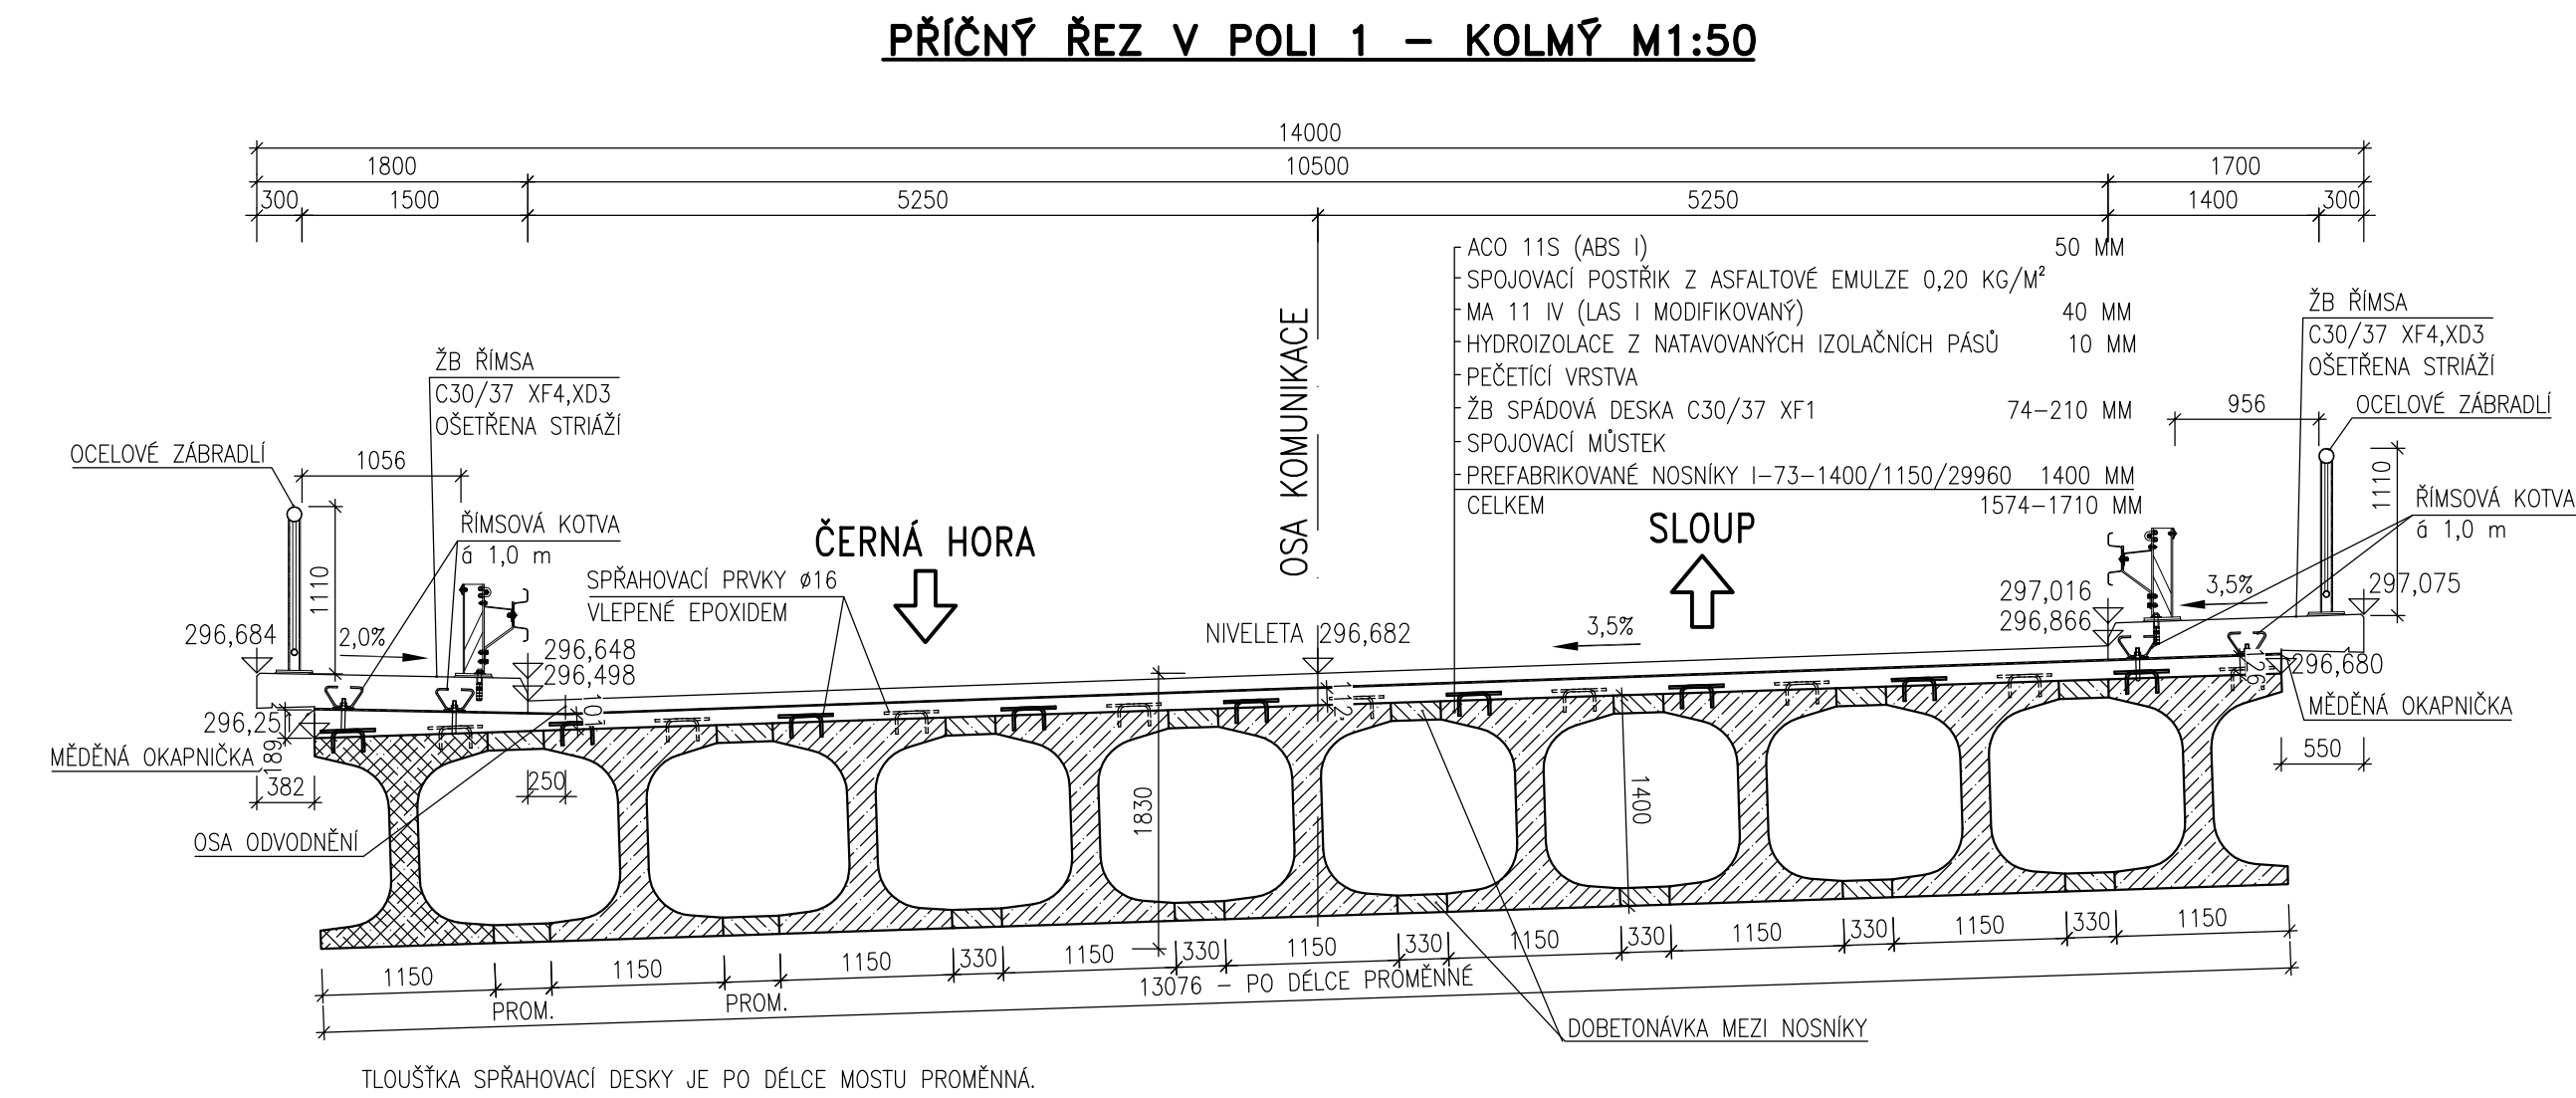 PŘÍČNÝ ŘEZ V POLI 1 – KOLMÝ M1:50
14000
1800 10500 1700
300 1500 5250 5250 1400 300
ACO 11S (ABS I) 50 MM
SPOJOVACÍ POSTŘIK Z ASFALTOVÉ EMULZE 0,20 KG/M²
MA 11 IV (LAS I MODIFIKOVANÝ) 40 MM
HYDROIZOLACE Z NATAVOVANÝCH IZOLAČNÍCH PÁSŮ 10 MM
PEČETÍCÍ VRSTVA
ŽB SPÁDOVÁ DESKA C30/37 XF1 74–210 MM
SPOJOVACÍ MŮSTEK
PREFABRIKOVANÉ NOSNÍKY I–73–1400/1150/29960 1400 MM
CELKEM 1574–1710 MM
OSA KOMUNIKACE
ŽB ŘÍMSA
C30/37 XF4,XD3
OŠETŘENA STRIÁŽÍ
ŽB ŘÍMSA
C30/37 XF4,XD3
OŠETŘENA STRIÁŽÍ
OCELOVÉ ZÁBRADLÍ
1056
956
OCELOVÉ ZÁBRADLÍ
1110
1110
ŘÍMSOVÁ KOTVA
á 1,0 m
ŘÍMSOVÁ KOTVA
á 1,0 m
ČERNÁ HORA
SLOUP
SPŘAHOVACÍ PRVKY ø16
VLEPENÉ EPOXIDEM
296,684
2,0%
296,648
296,498
NIVELETA 296,682
3,5%
297,016
296,866
3,5%
297,075
296,25
189
101
112
126
296,680
MĚDĚNÁ OKAPNIČKA
MĚDĚNÁ OKAPNIČKA
382
250
550
OSA ODVODNĚNÍ
1830
1400
1150 1150 1150 330 1150 330 1150 330 1150 330 1150 330 1150 330 1150
PROM. PROM.
13076 – PO DÉLCE PROMĚNNÉ
DOBETONÁVKA MEZI NOSNÍKY
TLOUŠŤKA SPŘAHOVACÍ DESKY JE PO DÉLCE MOSTU PROMĚNNÁ.